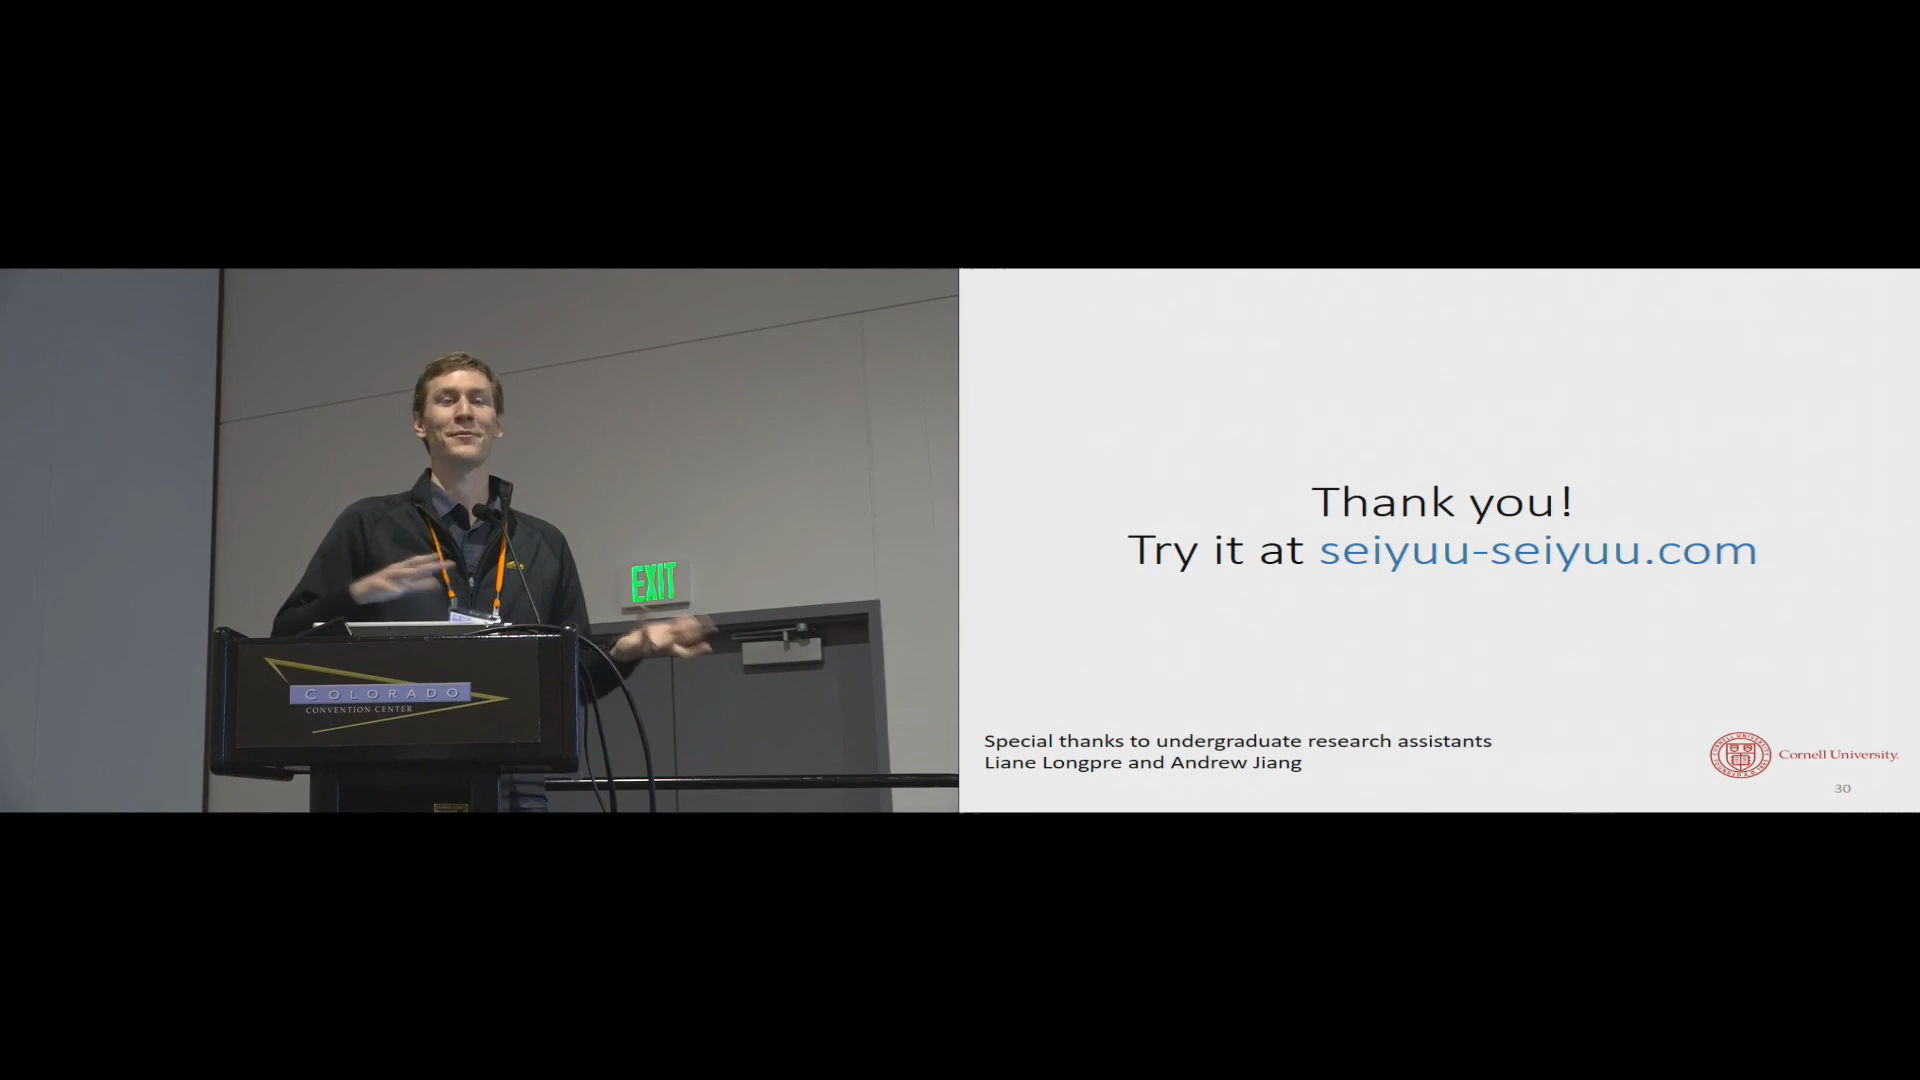 EXIT
COLORADO
CONVENTION CENTER
Thank you!
Try it at seiyuu-seiyuu.com
Special thanks to undergraduate research assistants
Liane Longpre and Andrew Jiang
Cornell University.
30